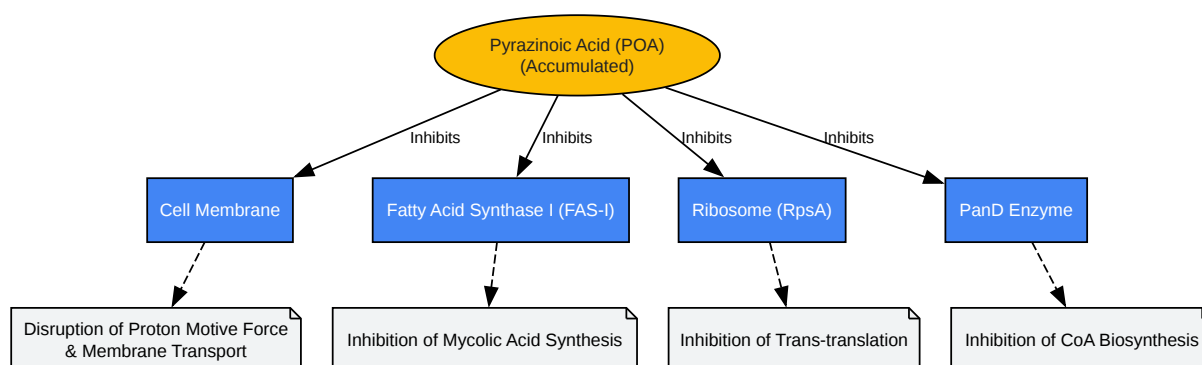 Pyrazinoic Acid (POA)
(Accumulated)
Inhibits
Inhibits
Inhibits
Inhibits
Cell Membrane
Fatty Acid Synthase I (FAS-I)
Ribosome (RpsA)
PanD Enzyme
Disruption of Proton Motive Force
& Membrane Transport
Inhibition of Mycolic Acid Synthesis
Inhibition of Trans-translation
Inhibition of CoA Biosynthesis